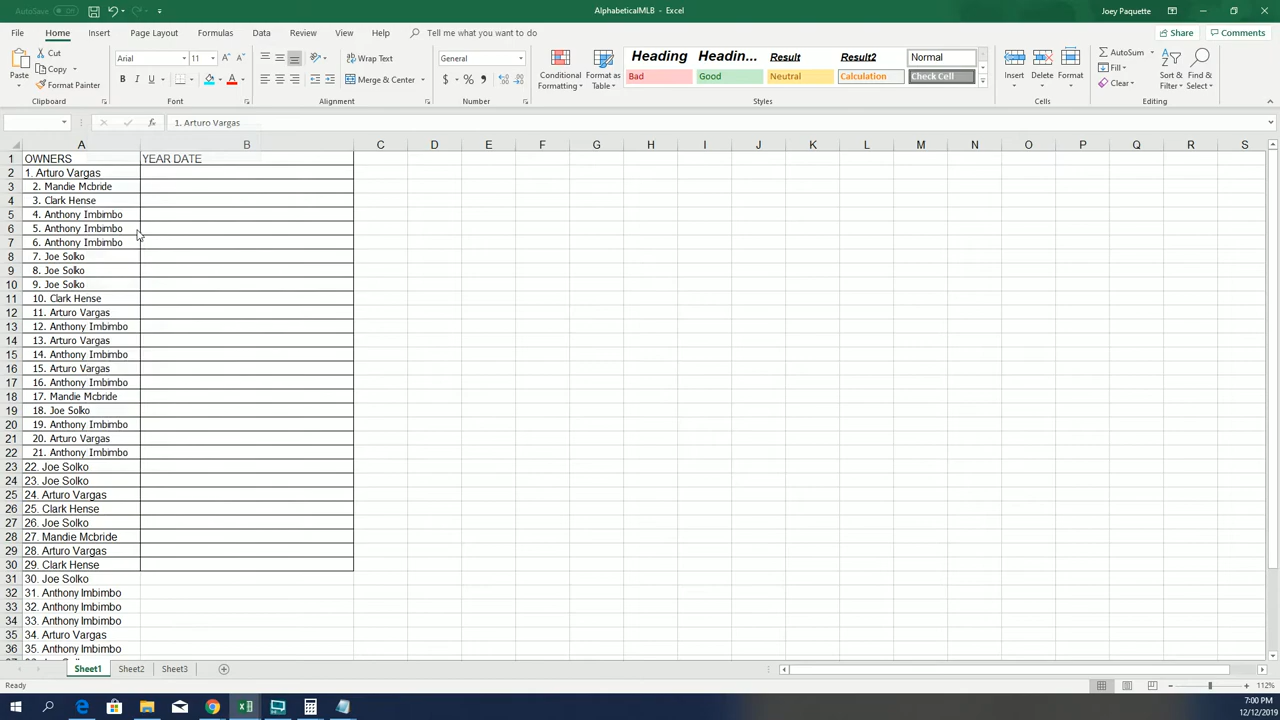 AutoSave Off AlphabeticalMLB - Excel Joey Paquette
File Home Insert Page Layout Formulas Data Review View Help Tell me what you want to do Share Comments
Paste Cut Copy Format Painter Clipboard
Arial 11 A A B I U A Font
Wrap Text Merge & Center Alignment
General $ % , Number
Conditional Formatting Format as Table
Heading Headin... Result Result2 Normal
Bad Good Neutral Calculation Check Cell
Styles
Insert Delete Format Cells
AutoSum Fill Clear Sort & Filter Find & Select Editing
fx 1. Arturo Vargas
A B C D E F G H I J K L M N O P Q R S
1 OWNERS YEAR DATE
2 1. Arturo Vargas
3 2. Mandie Mcbride
4 3. Clark Hense
5 4. Anthony Imbimbo
6 5. Anthony Imbimbo
7 6. Anthony Imbimbo
8 7. Joe Solko
9 8. Joe Solko
10 9. Joe Solko
11 10. Clark Hense
12 11. Arturo Vargas
13 12. Anthony Imbimbo
14 13. Arturo Vargas
15 14. Anthony Imbimbo
16 15. Arturo Vargas
17 16. Anthony Imbimbo
18 17. Mandie Mcbride
19 18. Joe Solko
20 19. Anthony Imbimbo
21 20. Arturo Vargas
22 21. Anthony Imbimbo
23 22. Joe Solko
24 23. Joe Solko
25 24. Arturo Vargas
26 25. Clark Hense
27 26. Joe Solko
28 27. Mandie Mcbride
29 28. Arturo Vargas
30 29. Clark Hense
31 30. Joe Solko
32 31. Anthony Imbimbo
33 32. Anthony Imbimbo
34 33. Anthony Imbimbo
35 34. Arturo Vargas
36 35. Anthony Imbimbo
Sheet1 Sheet2 Sheet3
Ready 112%
7:00 PM
12/12/2019